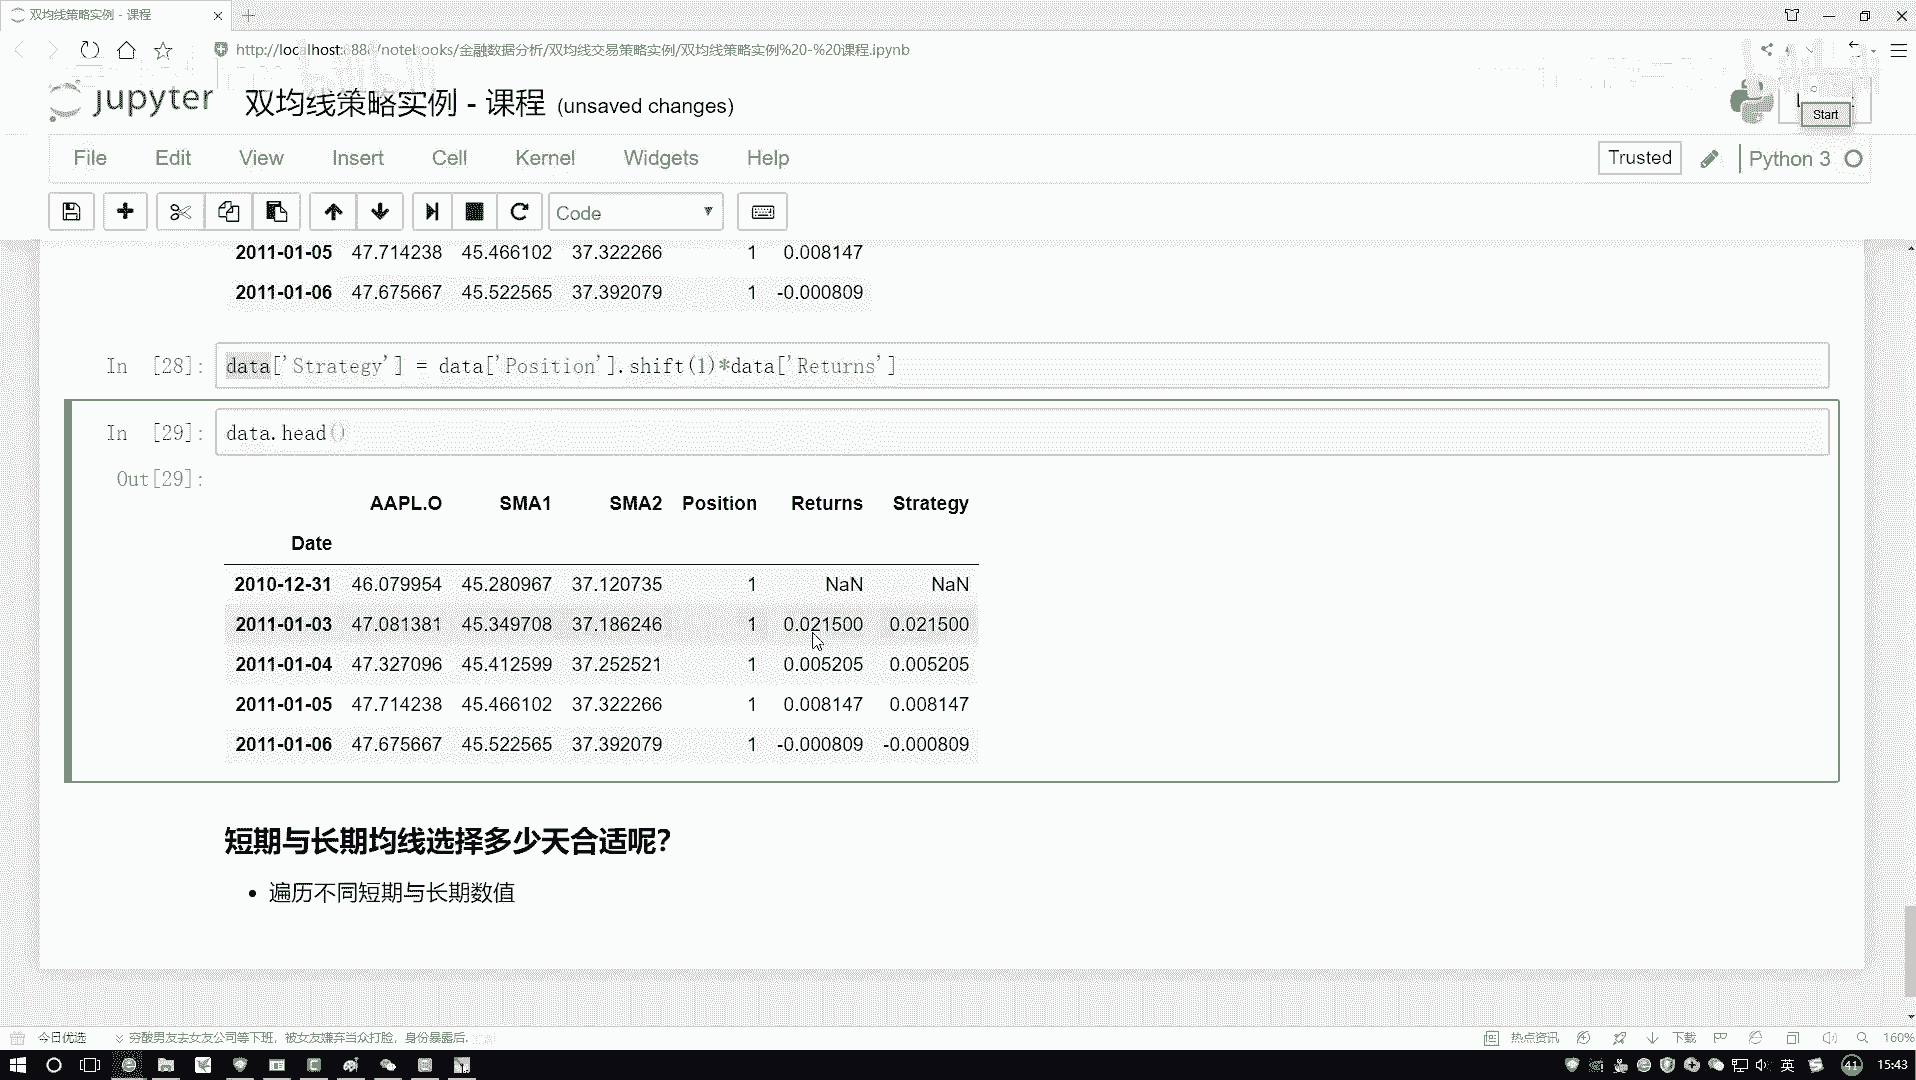 双均线策略实例 - 课程
http://localhost:888/notebooks/金融数据分析/双均线交易策略实例/双均线策略实例%20-%20课程.ipynb
jupyter 双均线策略实例 - 课程 (unsaved changes)
Start
File Edit View Insert Cell Kernel Widgets Help
Trusted Python 3
Code
2011-01-05 47.714238 45.466102 37.322266 1 0.008147
2011-01-06 47.675667 45.522565 37.392079 1 -0.000809
In [28]: data['Strategy'] = data['Position'].shift(1)*data['Returns']
In [29]: data.head()
Out[29]:
AAPL.O SMA1 SMA2 Position Returns Strategy
Date
2010-12-31 46.079954 45.280967 37.120735 1 NaN NaN
2011-01-03 47.081381 45.349708 37.186246 1 0.021500 0.021500
2011-01-04 47.327096 45.412599 37.252521 1 0.005205 0.005205
2011-01-05 47.714238 45.466102 37.322266 1 0.008147 0.008147
2011-01-06 47.675667 45.522565 37.392079 1 -0.000809 -0.000809
短期与长期均线选择多少天合适呢?
• 遍历不同短期与长期数值
今日优选 穷酸男友去女友公司等下班，被女友嫌弃当众打脸，身份暴露后.
热点资讯 下载 160%
英 41 15:43